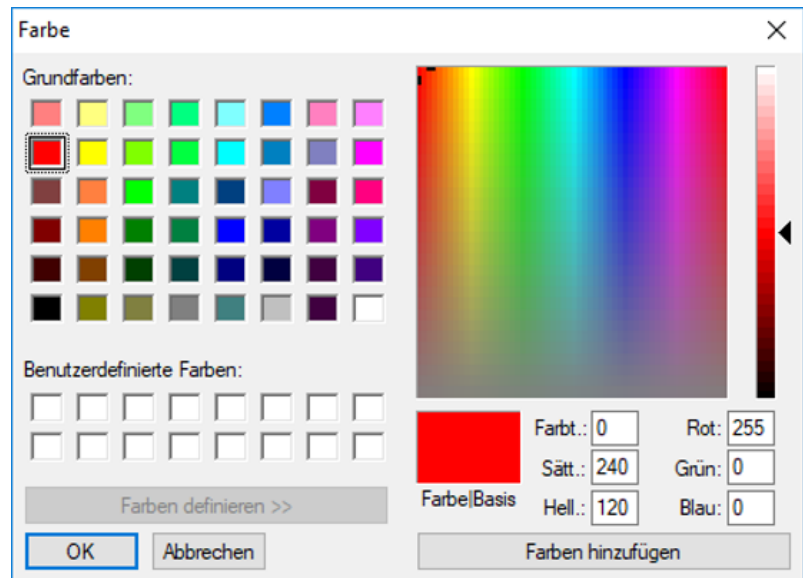 Farbe
Grundfarben:
Benutzerdefinierte Farben:
Farben definieren >>
OK
Abbrechen
Farbe|Basis
Farbt.: 0
Sätt.: 240
Hell.: 120
Rot: 255
Grün: 0
Blau: 0
Farben hinzufügen